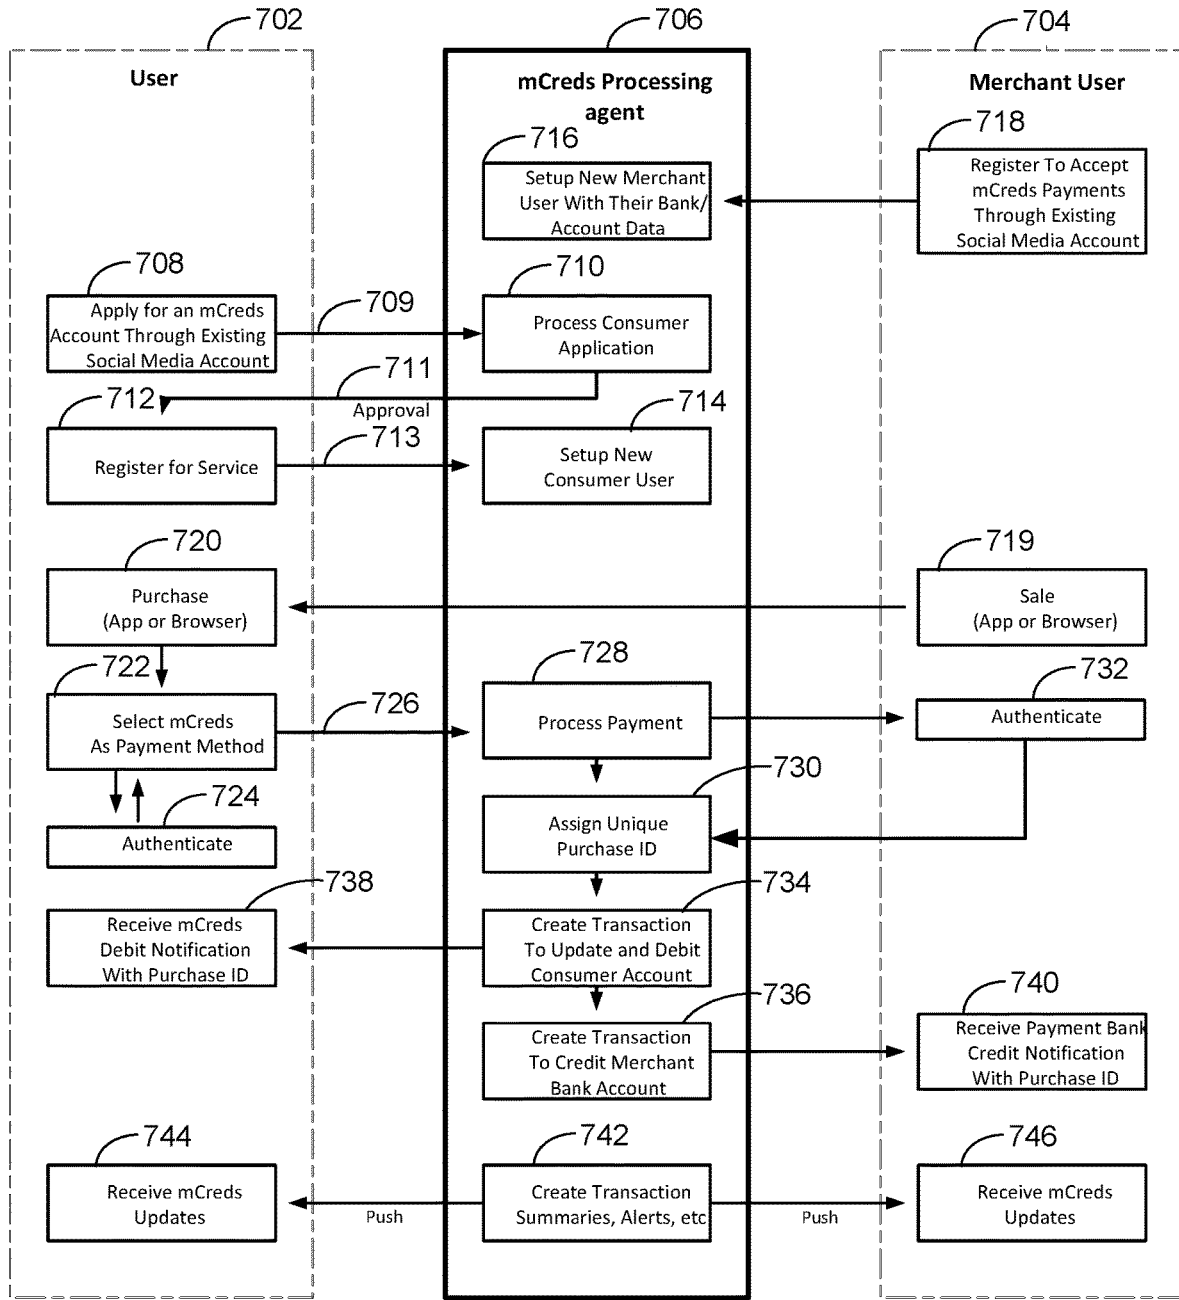 702
706
704
User
mCreds Processing
agent
Merchant User
716
718
Setup New Merchant
User With Their Bank/
Account Data
Register To Accept
mCreds Payments
Through Existing
Social Media Account
708
709
710
Apply for an mCreds
Account Through Existing
Social Media Account
Process Consumer
Application
711
Approval
712
713
714
Register for Service
Setup New
Consumer User
720
719
Purchase
(App or Browser)
Sale
(App or Browser)
722
726
728
732
Select mCreds
As Payment Method
Process Payment
Authenticate
724
730
Authenticate
Assign Unique
Purchase ID
738
734
Receive mCreds
Debit Notification
With Purchase ID
Create Transaction
To Update and Debit
Consumer Account
736
740
Create Transaction
To Credit Merchant
Bank Account
Receive Payment Bank
Credit Notification
With Purchase ID
744
742
746
Receive mCreds
Updates
Push
Create Transaction
Summaries, Alerts, etc
Push
Receive mCreds
Updates